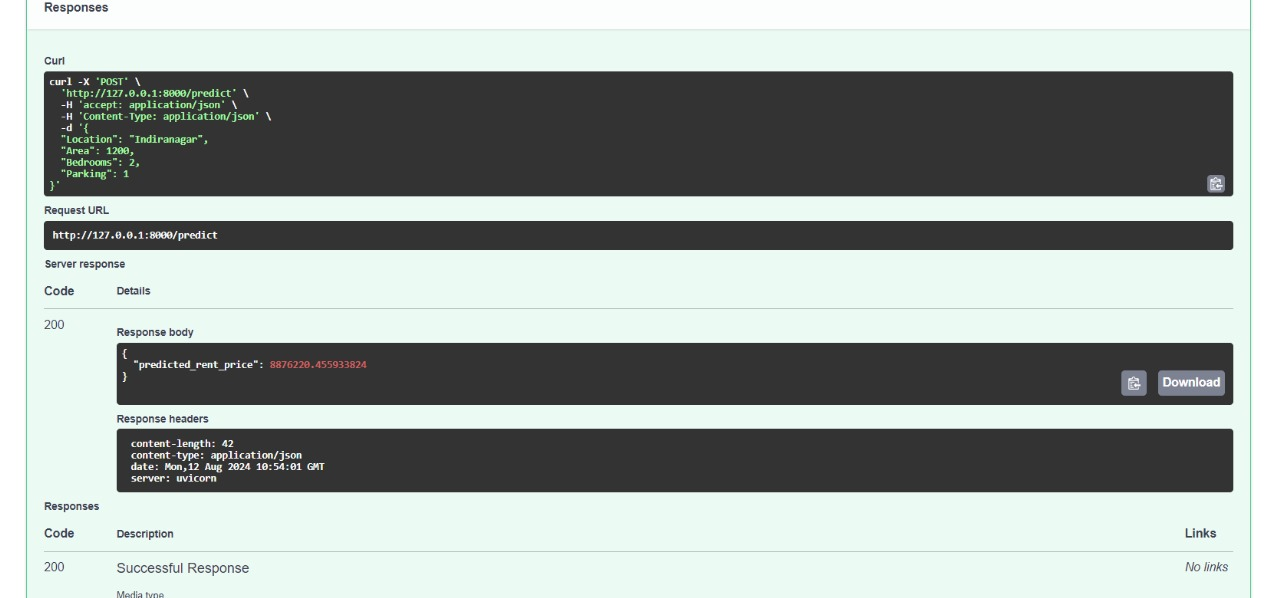 Responses
Curl
curl -X 'POST' \
'http://127.0.0.1:8000/predict' \
-H 'accept: application/json' \
-H 'Content-Type: application/json' \
-d '{
"Location": "Indiranagar",
"Area": 1200,
"Bedrooms": 2,
"Parking": 1
}'
Request URL
http://127.0.0.1:8000/predict
Server response
Code Details
200
Response body
{
"predicted_rent_price": 8876220.455933824
}
Download
Response headers
content-length: 42
content-type: application/json
date: Mon,12 Aug 2024 10:54:01 GMT
server: uvicorn
Responses
Code Description Links
200 Successful Response No links
Media type